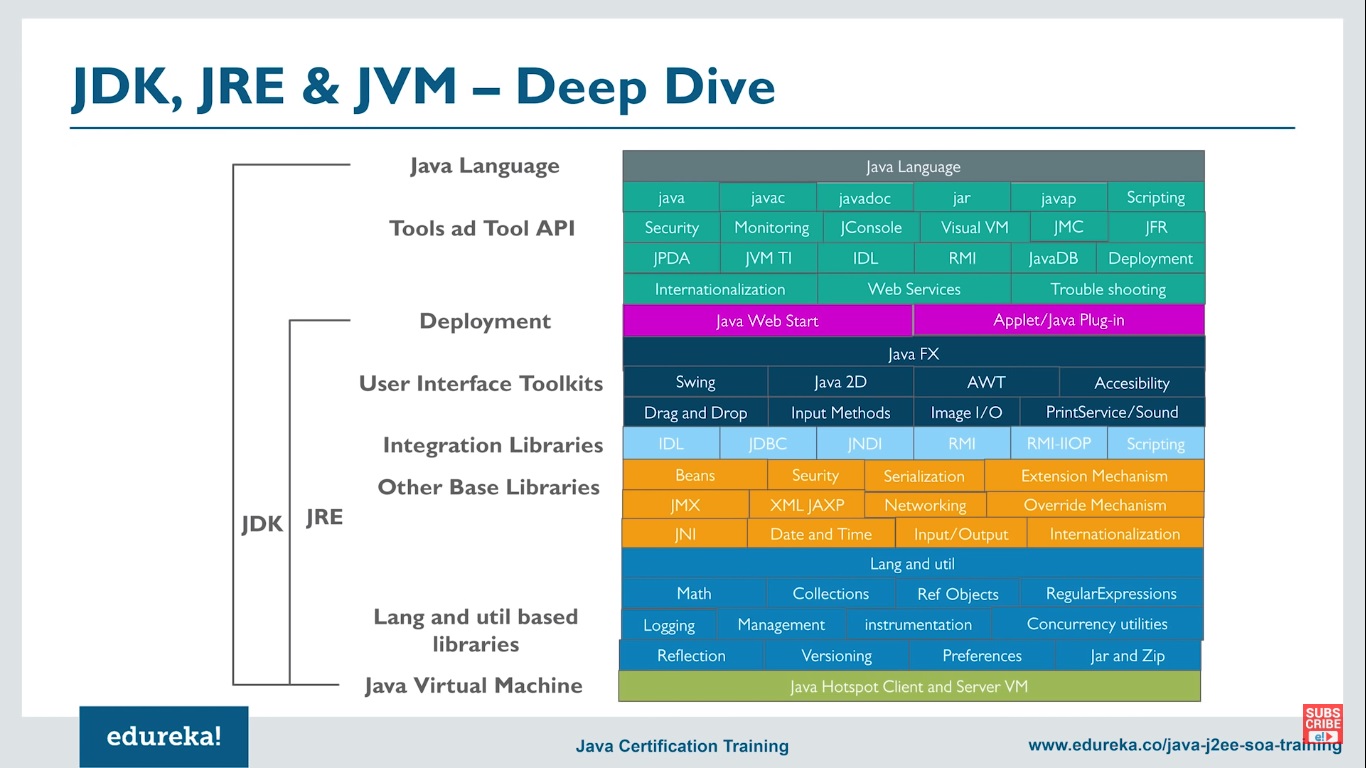 JDK, JRE & JVM – Deep Dive
Java Language
Java Language
java javac javadoc jar javap Scripting
Tools ad Tool API
Security Monitoring JConsole Visual VM JMC JFR
JPDA JVM TI IDL RMI JavaDB Deployment
Internationalization Web Services Trouble shooting
Deployment
Java Web Start Applet/Java Plug-in
Java FX
User Interface Toolkits
Swing Java 2D AWT Accesibility
Drag and Drop Input Methods Image I/O PrintService/Sound
Integration Libraries
IDL JDBC JNDI RMI RMI-IIOP Scripting
Other Base Libraries
Beans Seurity Serialization Extension Mechanism
JMX XML JAXP Networking Override Mechanism
JDK JRE
JNI Date and Time Input/Output Internationalization
Lang and util
Math Collections Ref Objects RegularExpressions
Lang and util based
libraries
Logging Management instrumentation Concurrency utilities
Reflection Versioning Preferences Jar and Zip
Java Virtual Machine
Java Hotspot Client and Server VM
edureka!
Java Certification Training
www.edureka.co/java-j2ee-soa-training
SUBS
CRIBE
e!